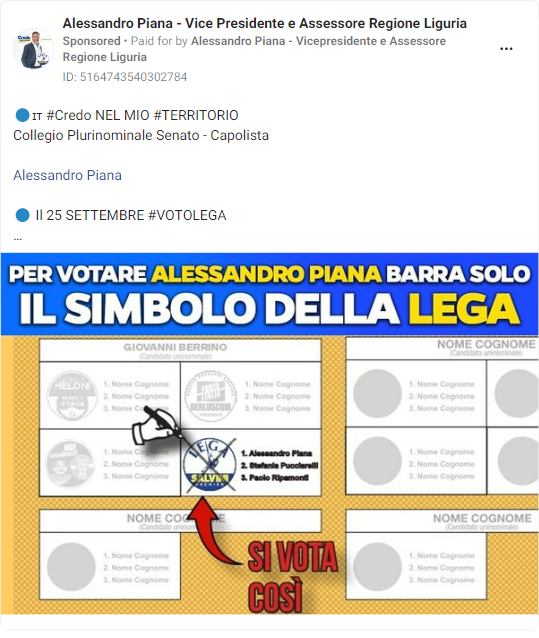 Alessandro Piana - Vice Presidente e Assessore Regione Liguria
Sponsored • Paid for by Alessandro Piana - Vicepresidente e Assessore
Regione Liguria
ID: 5164743540302784
🔵ɪᴛ #Credo NEL MIO #TERRITORIO
Collegio Plurinominale Senato - Capolista
Alessandro Piana
🔵 Il 25 SETTEMBRE #VOTOLEGA
...
PER VOTARE ALESSANDRO PIANA BARRA SOLO
IL SIMBOLO DELLA LEGA
GIOVANNI BERRINO
(Candidato uninominale)
NOME COGNOME
(Candidato uninominale)
MELONI
1. Nome Cognome
2. Nome Cognome
3. Nome Cognome
BERLUSCONI
1. Nome Cognome
2. Nome Cognome
3. Nome Cognome
1. Nome Cognome
2. Nome Cognome
3. Nome Cognome
1. Nome Cognome
2. Nome Cognome
3. Nome Cognome
LEGA
SALVINI
PREMIER
1. Alessandro Piana
2. Stefania Pucciarelli
3. Paolo Ripamonti
1. Nome Cognome
2. Nome Cognome
3. Nome Cognome
NOME COGNOME
(Candidato uninominale)
NOME COGNOME
(Candidato uninominale)
1. Nome Cognome
2. Nome Cognome
3. Nome Cognome
1. Nome Cognome
2. Nome Cognome
3. Nome Cognome
SI VOTA
COSÌ